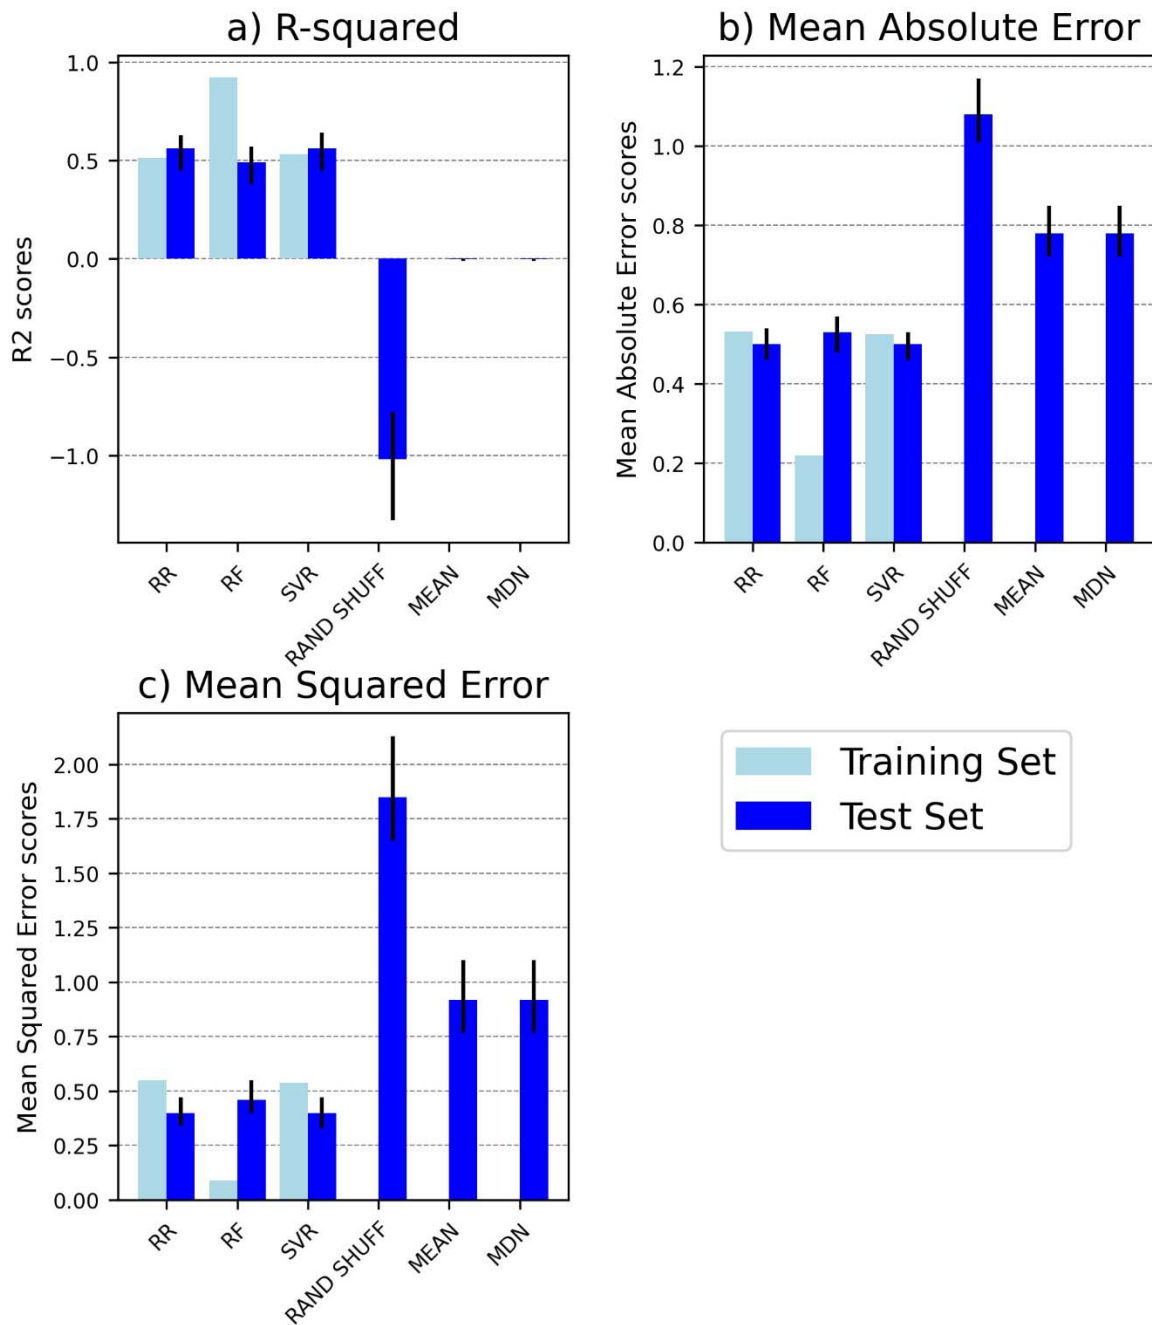 a) R-squared
R2 scores
1.0
0.5
0.0
−0.5
−1.0
RR
RF
SVR
RAND SHUFF
MEAN
MDN
b) Mean Absolute Error
Mean Absolute Error scores
1.2
1.0
0.8
0.6
0.4
0.2
0.0
RR
RF
SVR
RAND SHUFF
MEAN
MDN
c) Mean Squared Error
Mean Squared Error scores
2.00
1.75
1.50
1.25
1.00
0.75
0.50
0.25
0.00
RR
RF
SVR
RAND SHUFF
MEAN
MDN
Training Set
Test Set